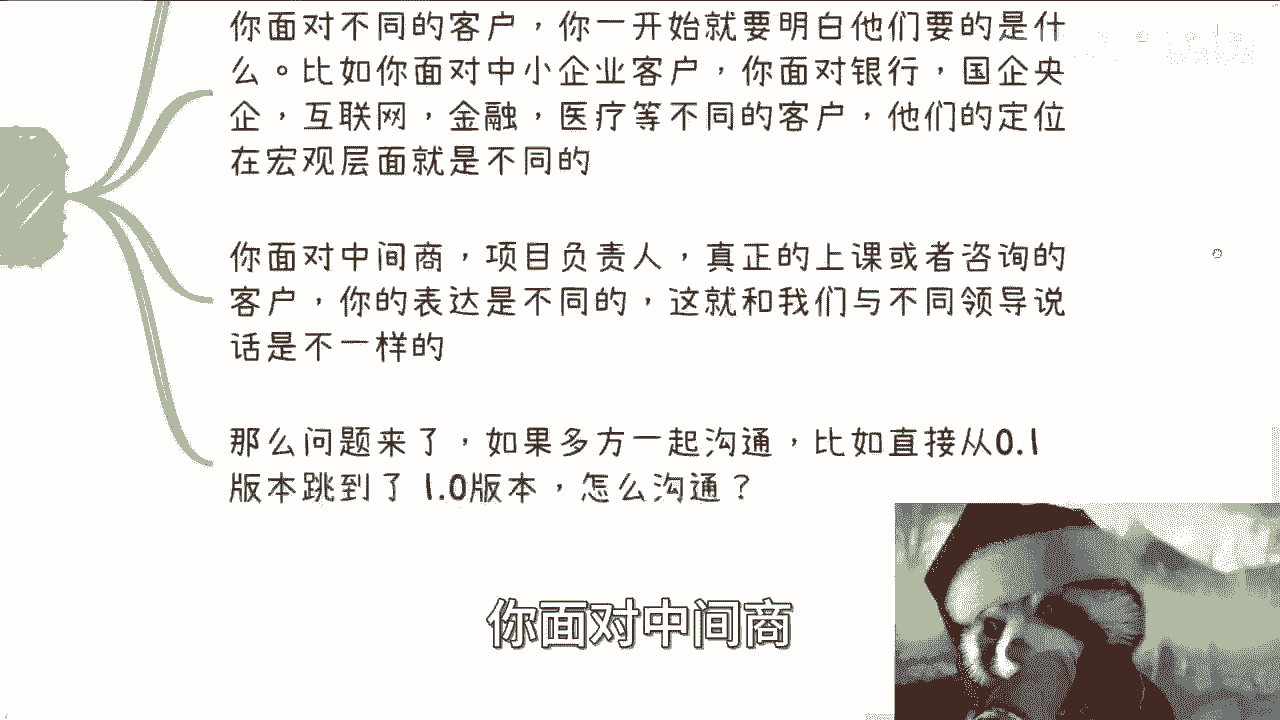 你面对不同的客户，你一开始就要明白他们要的是什
么。比如你面对中小企业客户，你面对银行，国企央
企，互联网，金融，医疗等不同的客户，他们的定位
在宏观层面就是不同的
你面对中间商，项目负责人，真正的上课或者咨询的
客户，你的表达是不同的，这就和我们与不同领导说
话是不一样的
那么问题来了，如果多方一起沟通，比如直接从0.1
版本跳到了1.0版本，怎么沟通？
你面对中间商